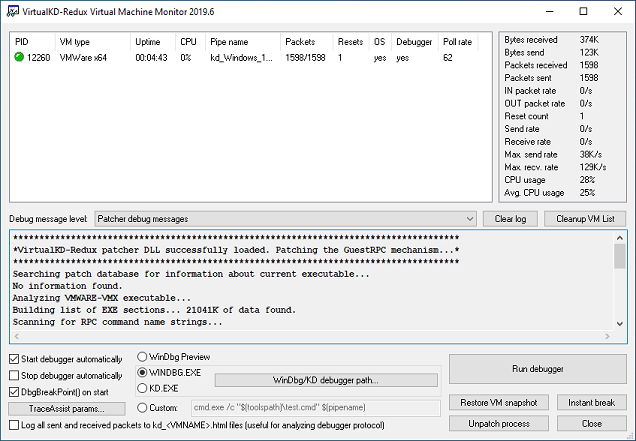 VirtualKD-Redux Virtual Machine Monitor 2019.6
PID VM type Uptime CPU Pipe name Packets Resets OS Debugger Poll rate
12260 VMWare x64 00:04:43 0% kd_Windows_1... 1598/1598 1 yes yes 62
Bytes received 374K
Bytes send 123K
Packets received 1598
Packets sent 1598
IN packet rate 0/s
OUT packet rate 0/s
Reset count 1
Send rate 0/s
Receive rate 0/s
Max. send rate 38K/s
Max. recv. rate 129K/s
CPU usage 28%
Avg. CPU usage 25%
Debug message level: Patcher debug messages Clear log Cleanup VM List
***************************************************************************
*VirtualKD-Redux patcher DLL successfully loaded. Patching the GuestRPC mechanism...*
***************************************************************************
Searching patch database for information about current executable...
No information found.
Analyzing VMWARE-VMX executable...
Building list of EXE sections... 21041K of data found.
Scanning for RPC command name strings...
Start debugger automatically
Stop debugger automatically
DbgBreakPoint() on start
TraceAssist params...
WinDbg Preview
WINDBG.EXE
KD.EXE
WinDbg/KD debugger path...
Custom: cmd.exe /c "$(toolspath)\test.cmd" $(pipename)
Log all sent and received packets to kd_<VMNAME>.html files (useful for analyzing debugger protocol)
Run debugger
Restore VM snapshot Instant break
Unpatch process Close